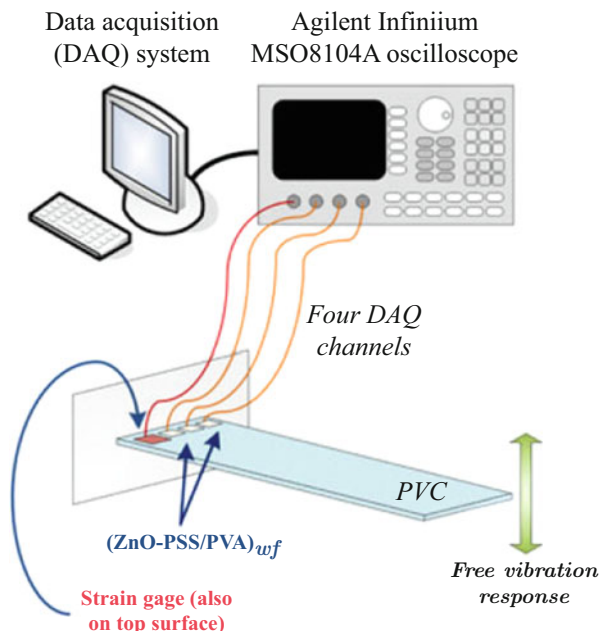 Data acquisition
(DAQ) system
Agilent Infiniium
MSO8104A oscilloscope
Four DAQ
channels
PVC
(ZnO-PSS/PVA)wf
Free vibration
response
Strain gage (also
on top surface)